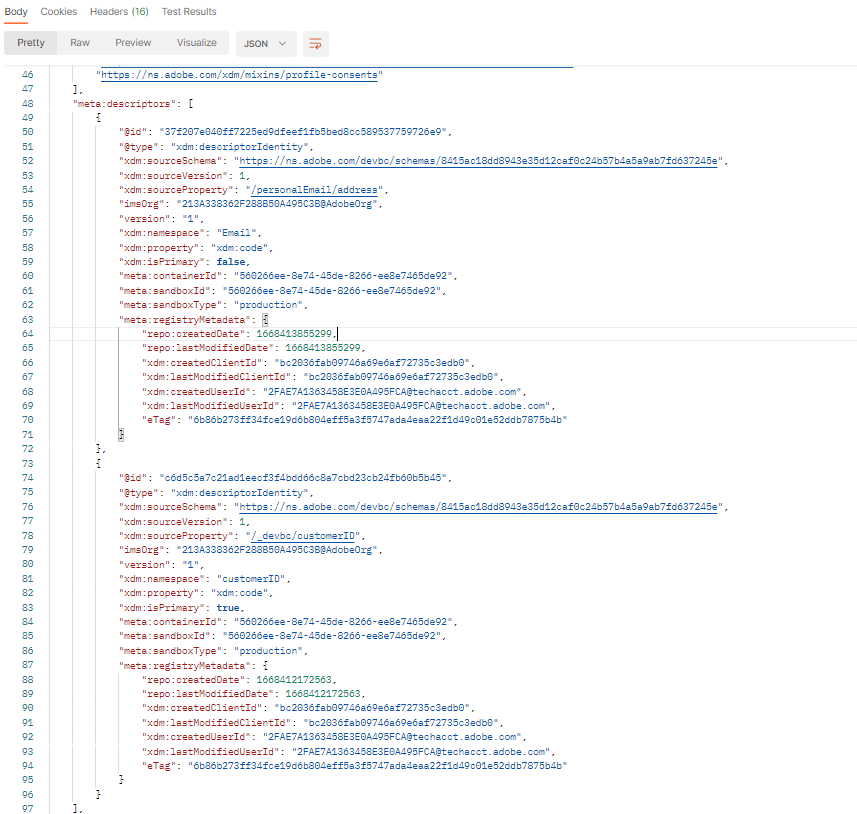 Body Cookies Headers (16) Test Results
Pretty Raw Preview Visualize JSON
46 "https://ns.adobe.com/xdm/mixins/profile-consents"
47 ],
48 "meta:descriptors": [
49 {
50 "@id": "37f207e040ff7225ed9dfeef1fb5bed8cc589537759726e9",
51 "@type": "xdm:descriptorIdentity",
52 "xdm:sourceSchema": "https://ns.adobe.com/devbc/schemas/8415ac18dd8943e35d12caf0c24b57b4a5a9ab7fd637245e",
53 "xdm:sourceVersion": 1,
54 "xdm:sourceProperty": "/personalEmail/address",
55 "imsOrg": "213A338362F288B50A495C3B@AdobeOrg",
56 "version": "1",
57 "xdm:namespace": "Email",
58 "xdm:property": "xdm:code",
59 "xdm:isPrimary": false,
60 "meta:containerId": "560266ee-8e74-45de-8266-ee8e7465de92",
61 "meta:sandboxId": "560266ee-8e74-45de-8266-ee8e7465de92",
62 "meta:sandboxType": "production",
63 "meta:registryMetadata": {
64 "repo:createdDate": 1668413855299,
65 "repo:lastModifiedDate": 1668413855299,
66 "xdm:createdClientId": "bc2036fab09746a69e6af72735c3edb0",
67 "xdm:lastModifiedClientId": "bc2036fab09746a69e6af72735c3edb0",
68 "xdm:createdUserId": "2FAE7A1363458E3E0A495FCA@techacct.adobe.com",
69 "xdm:lastModifiedUserId": "2FAE7A1363458E3E0A495FCA@techacct.adobe.com",
70 "eTag": "6b86b273ff34fce19d6b804eff5a3f5747ada4eaa22f1d49c01e52ddb7875b4b"
71 }
72 },
73 {
74 "@id": "c6d5c5a7c21ad1eecf3f4bdd66c8a7cbd23cb24fb60b5b45",
75 "@type": "xdm:descriptorIdentity",
76 "xdm:sourceSchema": "https://ns.adobe.com/devbc/schemas/8415ac18dd8943e35d12caf0c24b57b4a5a9ab7fd637245e",
77 "xdm:sourceVersion": 1,
78 "xdm:sourceProperty": "/_devbc/customerID",
79 "imsOrg": "213A338362F288B50A495C3B@AdobeOrg",
80 "version": "1",
81 "xdm:namespace": "customerID",
82 "xdm:property": "xdm:code",
83 "xdm:isPrimary": true,
84 "meta:containerId": "560266ee-8e74-45de-8266-ee8e7465de92",
85 "meta:sandboxId": "560266ee-8e74-45de-8266-ee8e7465de92",
86 "meta:sandboxType": "production",
87 "meta:registryMetadata": {
88 "repo:createdDate": 1668412172563,
89 "repo:lastModifiedDate": 1668412172563,
90 "xdm:createdClientId": "bc2036fab09746a69e6af72735c3edb0",
91 "xdm:lastModifiedClientId": "bc2036fab09746a69e6af72735c3edb0",
92 "xdm:createdUserId": "2FAE7A1363458E3E0A495FCA@techacct.adobe.com",
93 "xdm:lastModifiedUserId": "2FAE7A1363458E3E0A495FCA@techacct.adobe.com",
94 "eTag": "6b86b273ff34fce19d6b804eff5a3f5747ada4eaa22f1d49c01e52ddb7875b4b"
95 }
96 }
97 ],